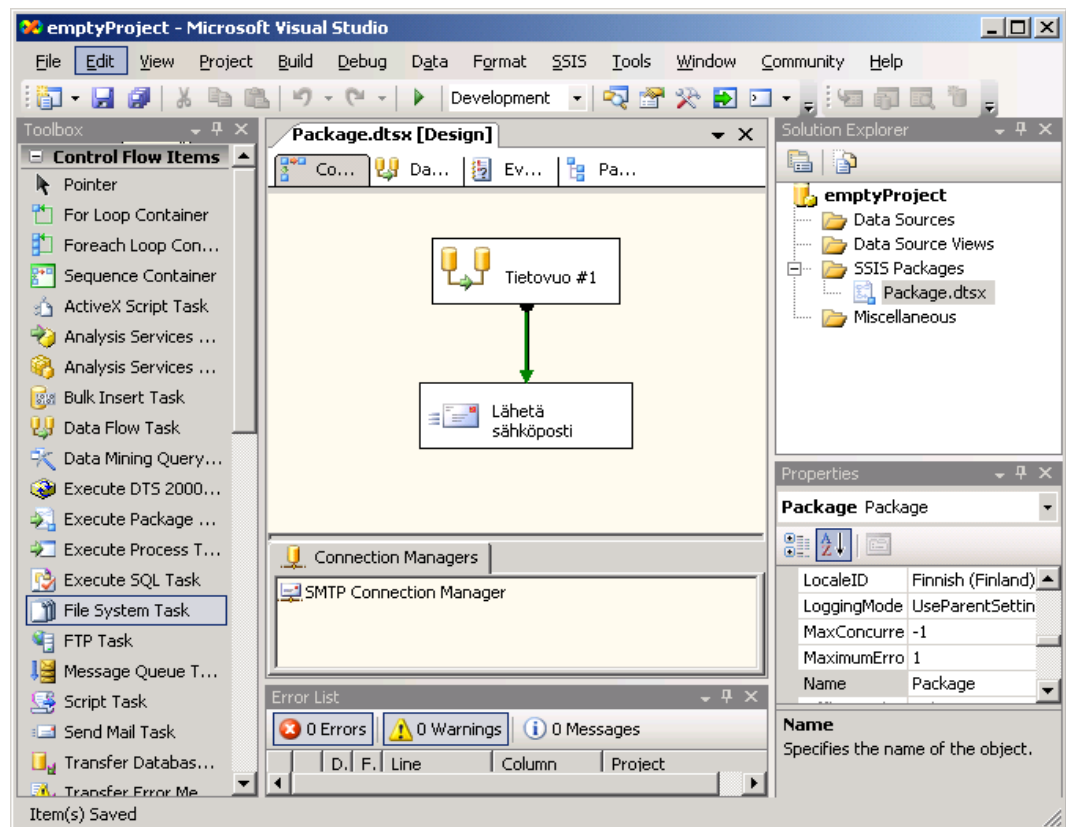 emptyProject - Microsoft Visual Studio
File Edit View Project Build Debug Data Format SSIS Tools Window Community Help
Development
Toolbox
Control Flow Items
Pointer
For Loop Container
Foreach Loop Con...
Sequence Container
ActiveX Script Task
Analysis Services ...
Analysis Services ...
Bulk Insert Task
Data Flow Task
Data Mining Query...
Execute DTS 2000...
Execute Package ...
Execute Process T...
Execute SQL Task
File System Task
FTP Task
Message Queue T...
Script Task
Send Mail Task
Transfer Databas...
Transfer Error Me
Package.dtsx [Design]
Co... Da... Ev... Pa...
Tietovuo #1
Lähetä
sähköposti
Connection Managers
SMTP Connection Manager
Error List
0 Errors 0 Warnings 0 Messages
D. F. Line Column Project
Solution Explorer
emptyProject
Data Sources
Data Source Views
SSIS Packages
Package.dtsx
Miscellaneous
Properties
Package Package
LocaleID Finnish (Finland)
LoggingMode UseParentSettin
MaxConcurre -1
MaximumErro 1
Name Package
Name
Specifies the name of the object.
Item(s) Saved